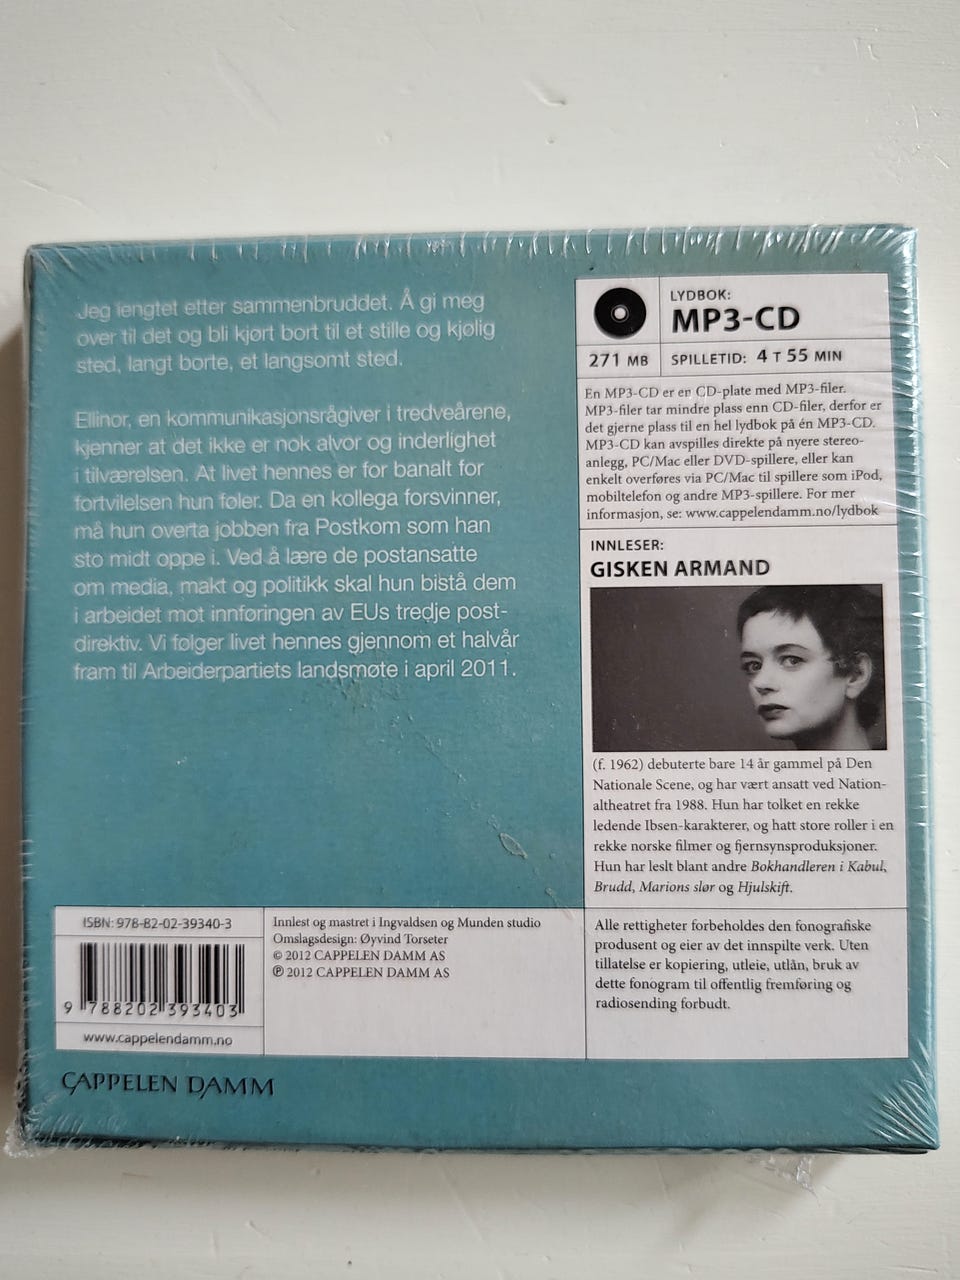 Jeg lengtet etter sammenbruddet. Å gi meg
over til det og bli kjørt bort til et stille og kjølig
sted, langt borte, et langsomt sted.
Ellinor, en kommunikasjonsrågiver i tredveårene,
kjenner at det ikke er nok alvor og inderlighet
i tilværelsen. At livet hennes er for banalt for
fortvilelsen hun føler. Da en kollega forsvinner,
må hun overta jobben fra Postkom som han
sto midt oppe i. Ved å lære de postansatte
om media, makt og politikk skal hun bistå dem
i arbeidet mot innføringen av EUs tredje post-
direktiv. Vi følger livet hennes gjennom et halvår
fram til Arbeiderpartiets landsmøte i april 2011.
LYDBOK:
MP3-CD
271 MB
SPILLETID: 4 T 55 MIN
En MP3-CD er en CD-plate med MP3-filer.
MP3-filer tar mindre plass enn CD-filer, derfor er
det gjerne plass til en hel lydbok på én MP3-CD.
MP3-CD kan avspilles direkte på nyere stereo-
anlegg, PC/Mac eller DVD-spillere, eller kan
enkelt overføres via PC/Mac til spillere som iPod,
mobiltelefon og andre MP3-spillere. For mer
informasjon, se: www.cappelendamm.no/lydbok
INNLESER:
GISKEN ARMAND
(f. 1962) debuterte bare 14 år gammel på Den
Nationale Scene, og har vært ansatt ved Nation-
altheatret fra 1988. Hun har tolket en rekke
ledende Ibsen-karakterer, og hatt store roller i en
rekke norske filmer og fjernsynsproduksjoner.
Hun har leslt blant andre Bokhandleren i Kabul,
Brudd, Marions slør og Hjulskift.
ISBN: 978-82-02-39340-3
9 788202 393403
www.cappelendamm.no
Innlest og mastret i Ingvaldsen og Munden studio
Omslagsdesign: Øyvind Torseter
© 2012 CAPPELEN DAMM AS
℗ 2012 CAPPELEN DAMM AS
Alle rettigheter forbeholdes den fonografiske
produsent og eier av det innspilte verk. Uten
tillatelse er kopiering, utleie, utlån, bruk av
dette fonogram til offentlig fremføring og
radiosending forbudt.
CAPPELEN DAMM